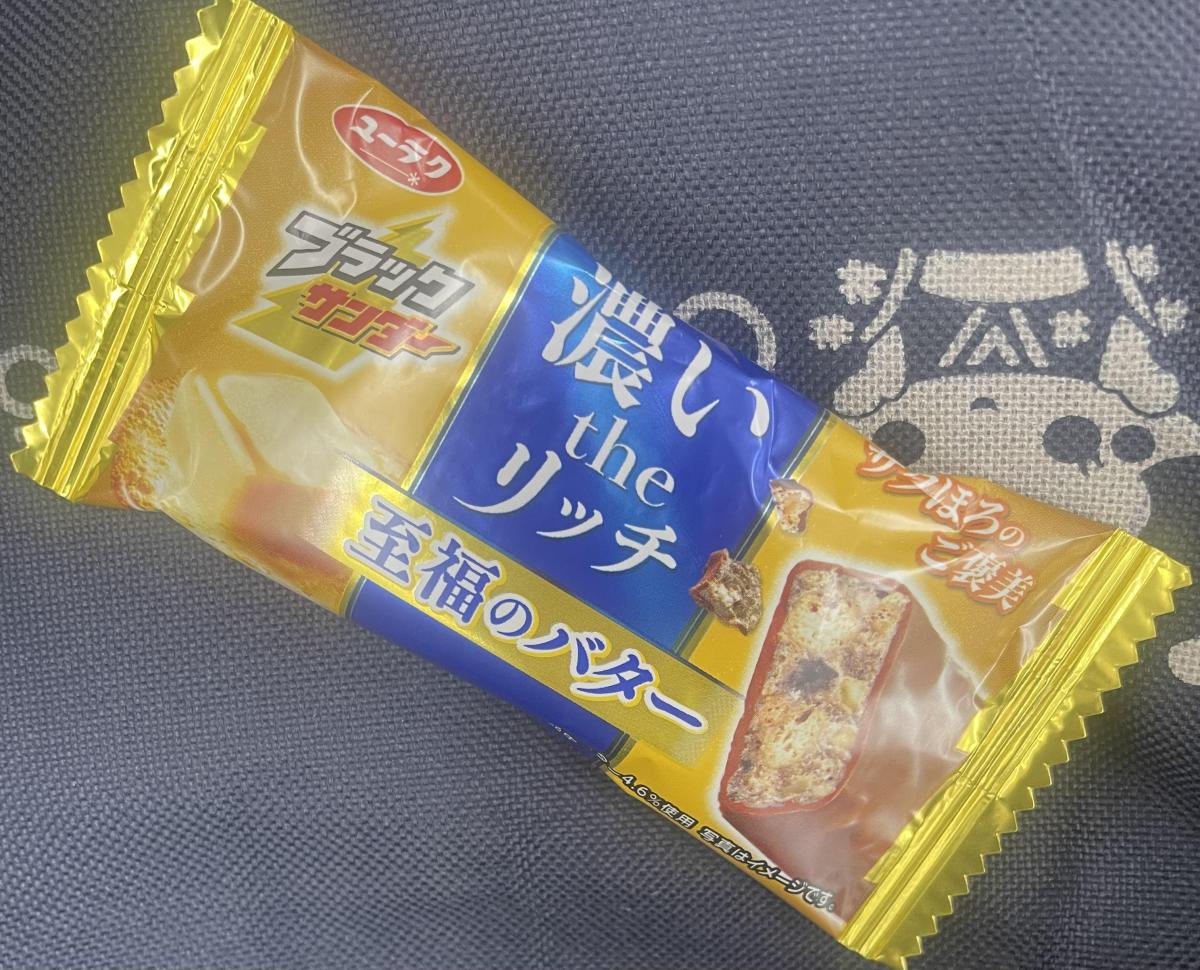 ユーラク
ブラック
サンダー
濃い
the
リッチ
至福のバター
サクほろの
ご褒美
4.6%使用 写真はイメージです。